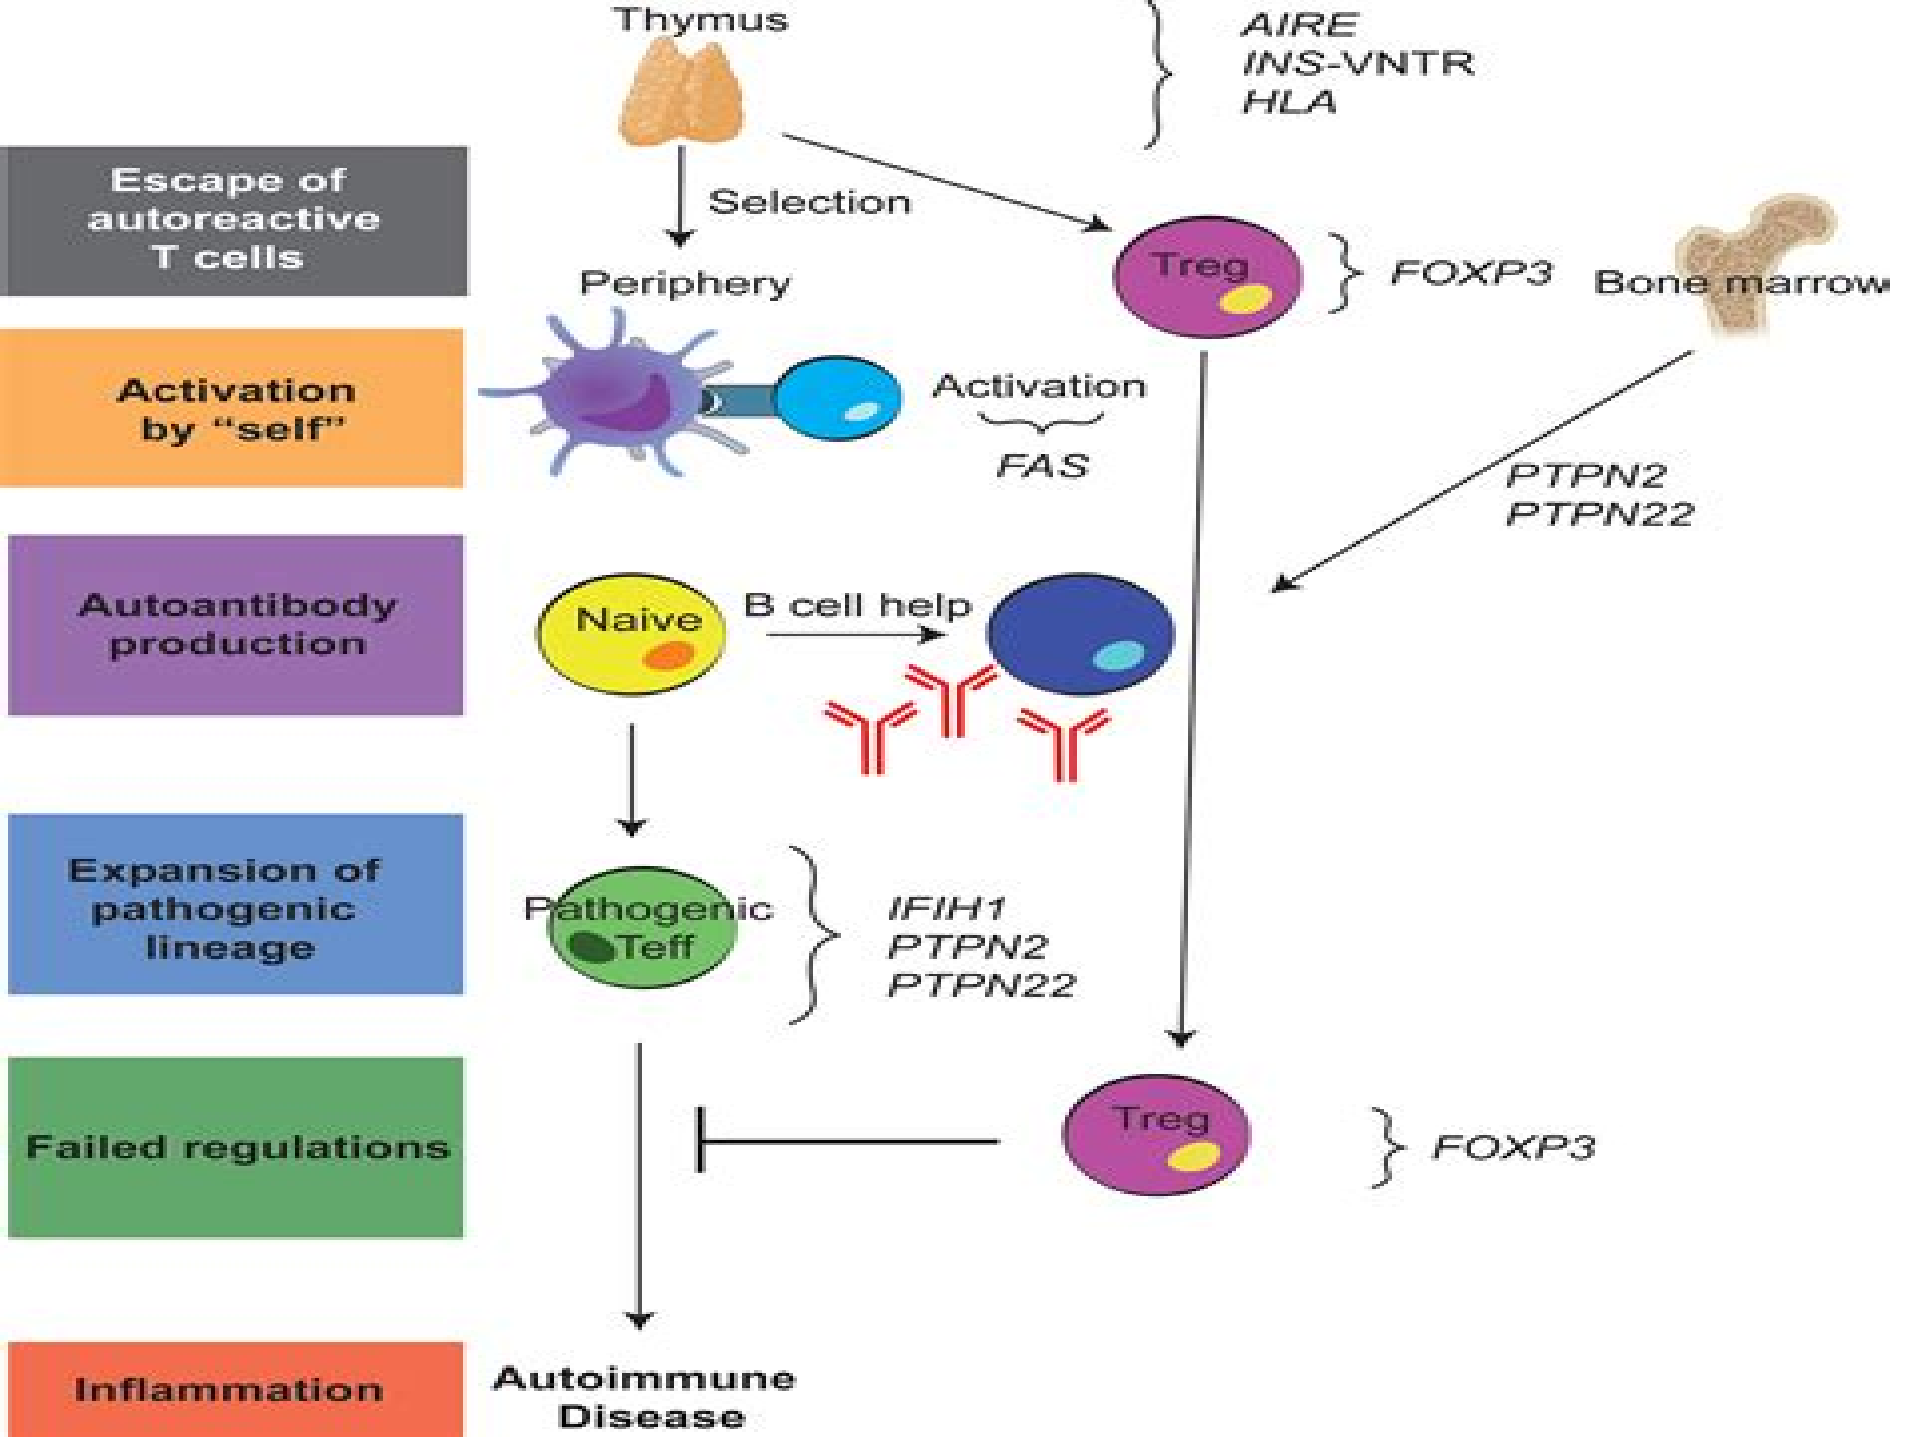 Thymus
AIRE
INS-VNTR
HLA
Escape of
autoreactive
T cells
Selection
Periphery
Treg
FOXP3
Bone marrow
Activation
by “self”
Activation
FAS
PTPN2
PTPN22
Autoantibody
production
Naive
B cell help
Expansion of
pathogenic
lineage
Pathogenic
Teff
IFIH1
PTPN2
PTPN22
Failed regulations
Treg
FOXP3
Inflammation
Autoimmune
Disease